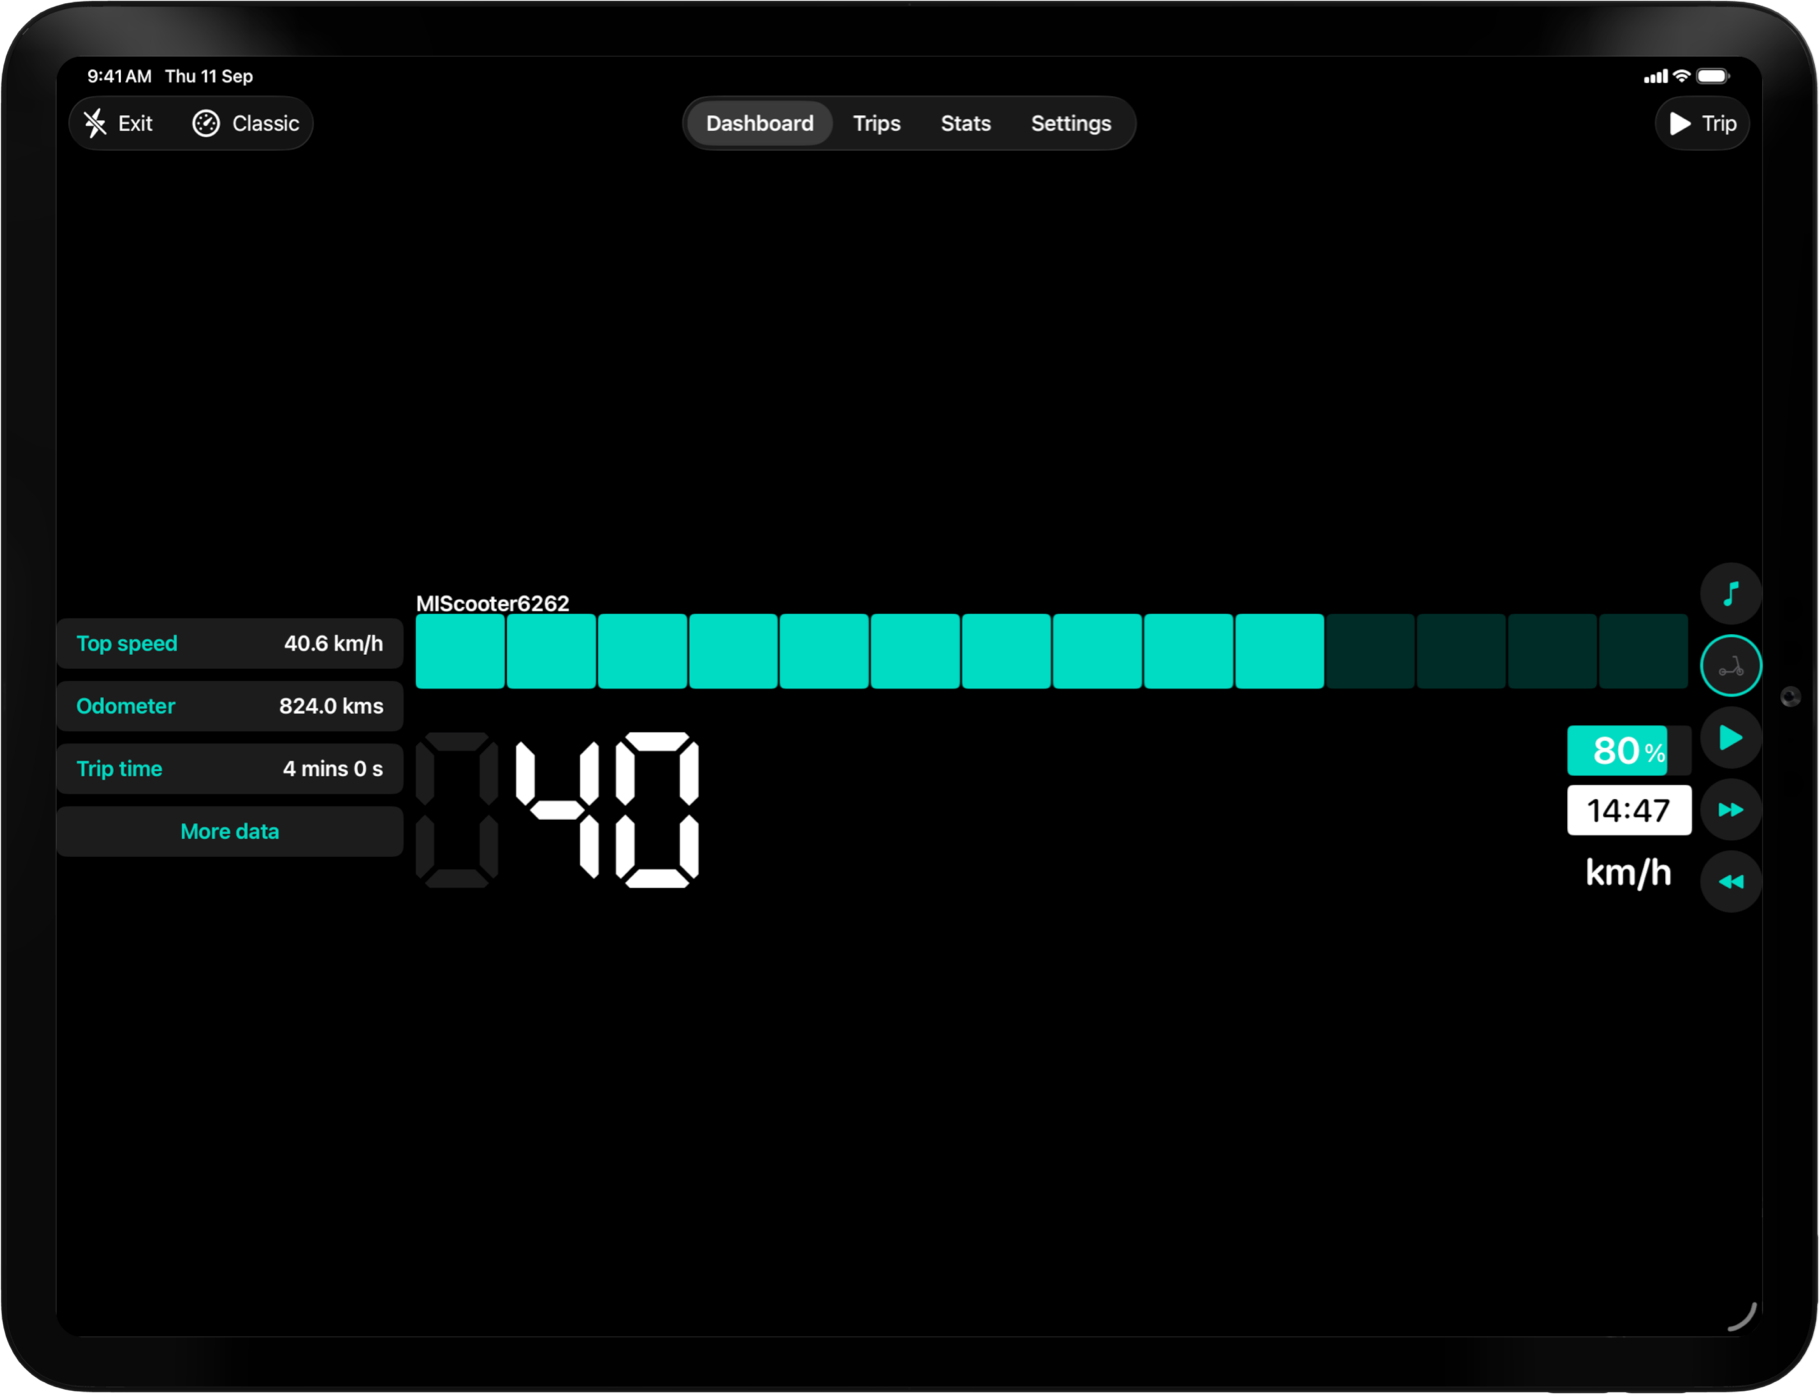 9:41 AM Thu 11 Sep
Exit Classic Dashboard Trips Stats Settings Trip
MIScooter6262
Top speed 40.6 km/h
Odometer 824.0 kms
Trip time 4 mins 0 s
More data
040
80%
14:47
km/h